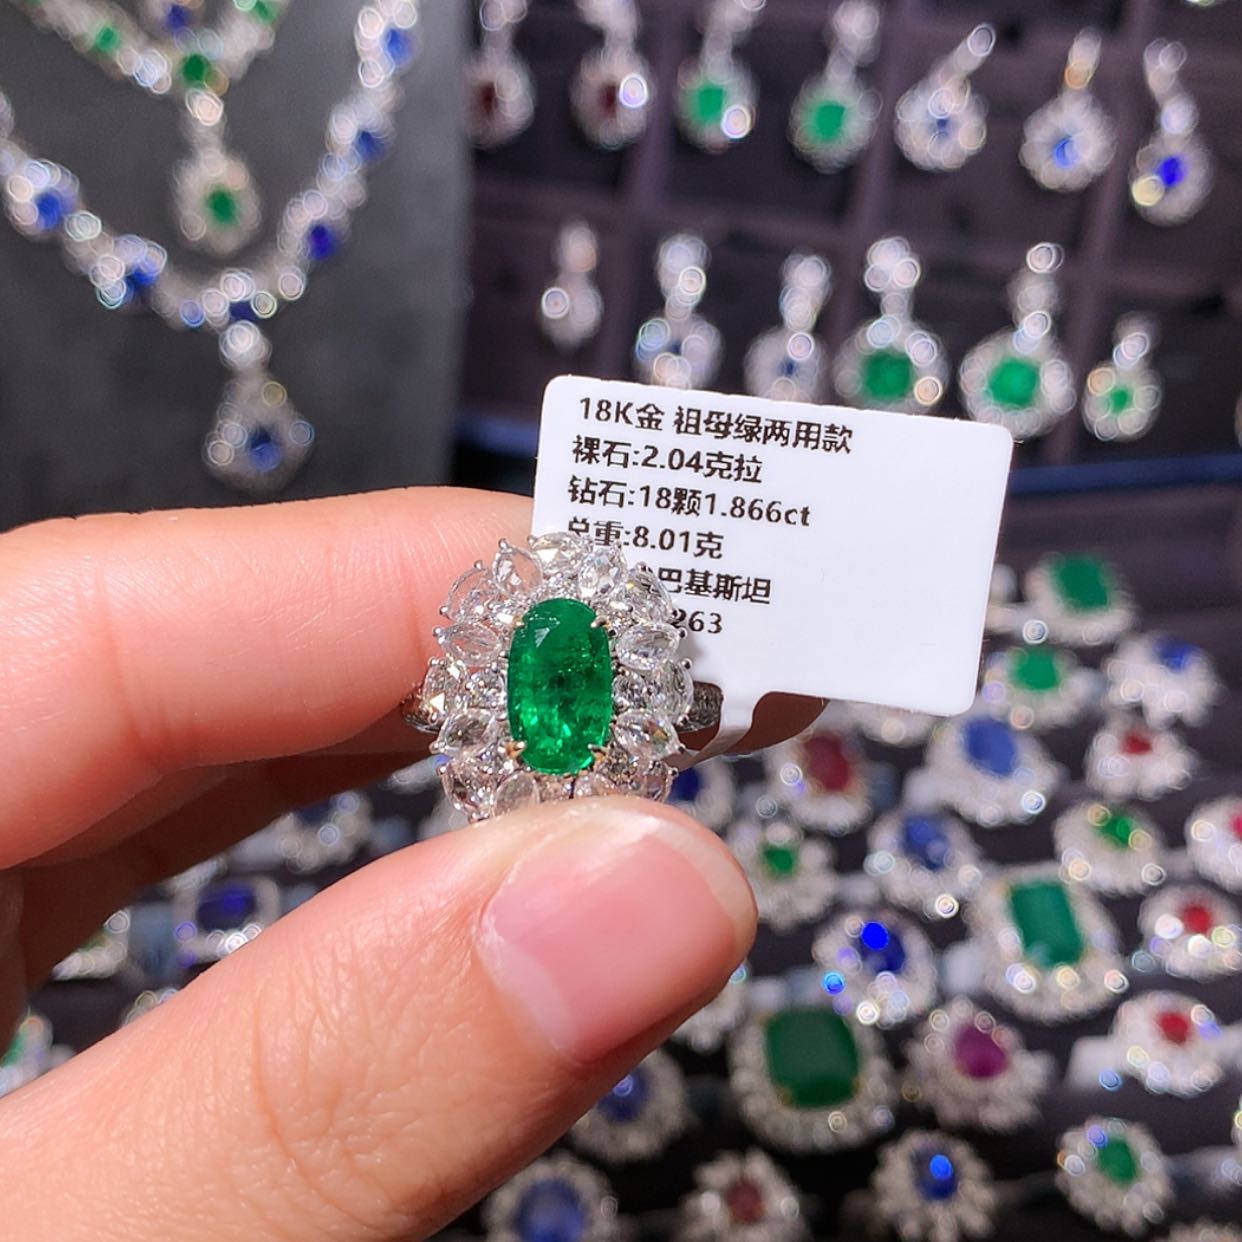 18K金 祖母绿两用款
裸石:2.04克拉
钻石:18颗1.866ct
总重:8.01克
巴基斯坦
263